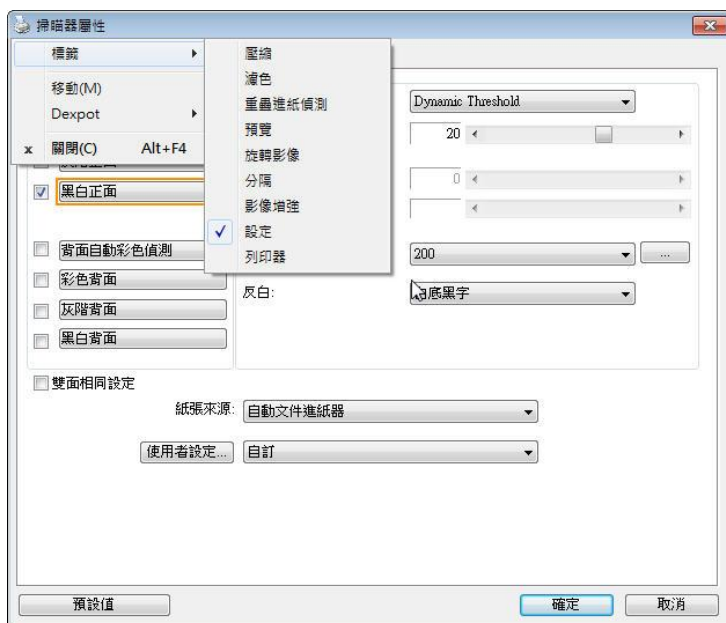 掃瞄器屬性
標籤
移動(M)
Dexpot
x 關閉(C) Alt+F4
壓縮
濾色
重疊進紙偵測
預覽
旋轉影像
分隔
影像增強
設定
列印器
Dynamic Threshold
20
0
黑白正面
背面自動彩色偵測
200
...
彩色背面
反白:
底黑字
灰階背面
黑白背面
雙面相同設定
紙張來源:
自動文件進紙器
使用者設定...
自訂
預設值
確定
取消